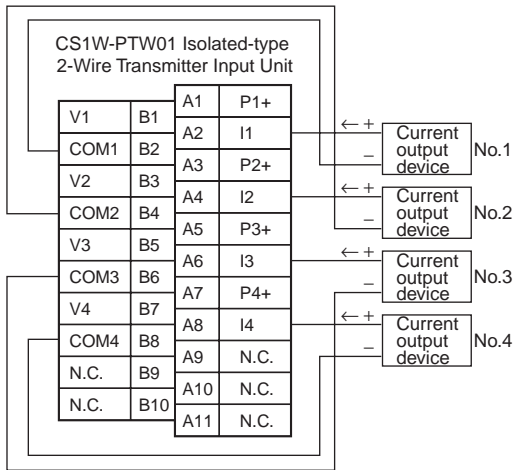 CS1W-PTW01 Isolated-type
2-Wire Transmitter Input Unit
A1 P1+
V1 B1
A2 I1
COM1 B2
A3 P2+
V2 B3
A4 I2
COM2 B4
A5 P3+
V3 B5
A6 I3
COM3 B6
A7 P4+
V4 B7
A8 I4
COM4 B8
A9 N.C.
N.C. B9
A10 N.C.
N.C. B10
A11 N.C.
← +
−
Current
output
device
No.1
← +
−
Current
output
device
No.2
← +
−
Current
output
device
No.3
← +
−
Current
output
device
No.4